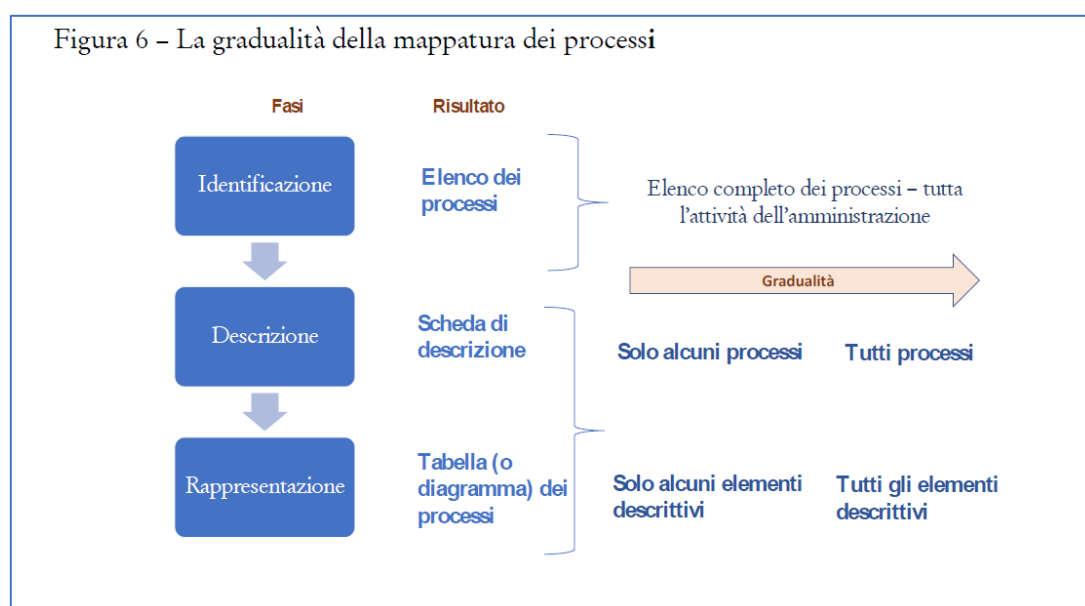 Figura 6 – La gradualità della mappatura dei processi
Fasi
Risultato
Identificazione
Elenco dei
processi
Elenco completo dei processi – tutta
l'attività dell'amministrazione
Gradualità
Descrizione
Scheda di
descrizione
Solo alcuni processi
Tutti processi
Rappresentazione
Tabella (o
diagramma) dei
processi
Solo alcuni elementi
descrittivi
Tutti gli elementi
descrittivi